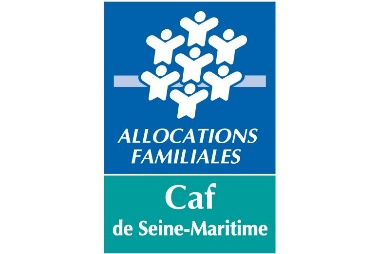 ALLOCATIONS
FAMILIALES
Caf
de Seine-Maritime